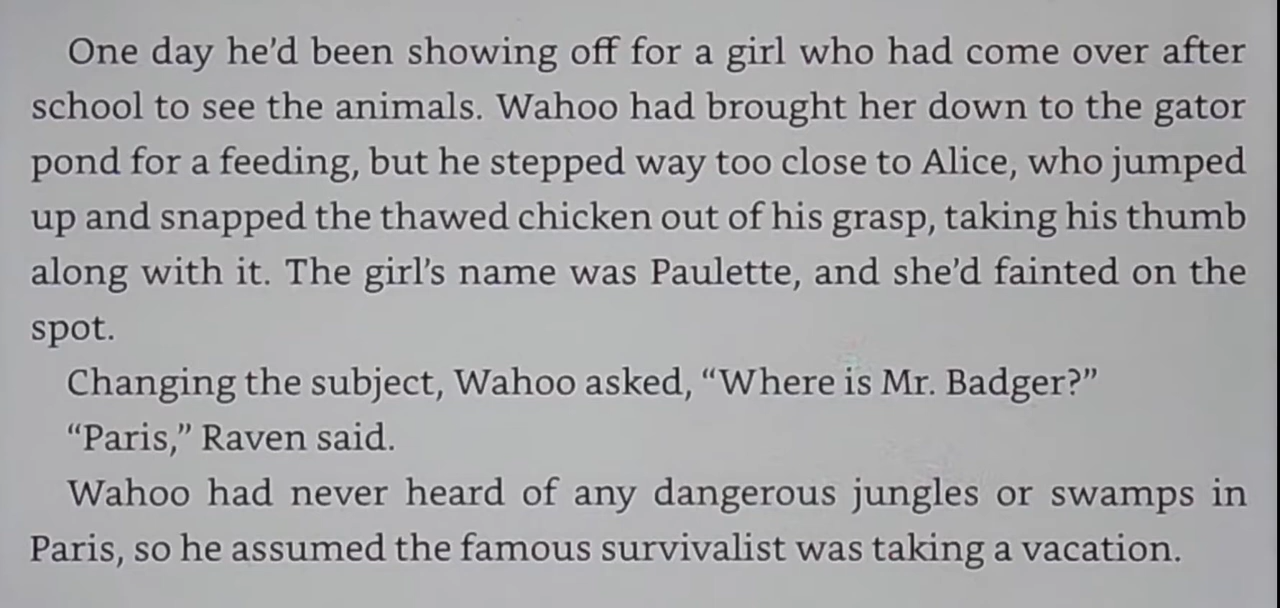 One day he’d been showing off for a girl who had come over after
school to see the animals. Wahoo had brought her down to the gator
pond for a feeding, but he stepped way too close to Alice, who jumped
up and snapped the thawed chicken out of his grasp, taking his thumb
along with it. The girl’s name was Paulette, and she’d fainted on the
spot.
Changing the subject, Wahoo asked, “Where is Mr. Badger?”
“Paris,” Raven said.
Wahoo had never heard of any dangerous jungles or swamps in
Paris, so he assumed the famous survivalist was taking a vacation.